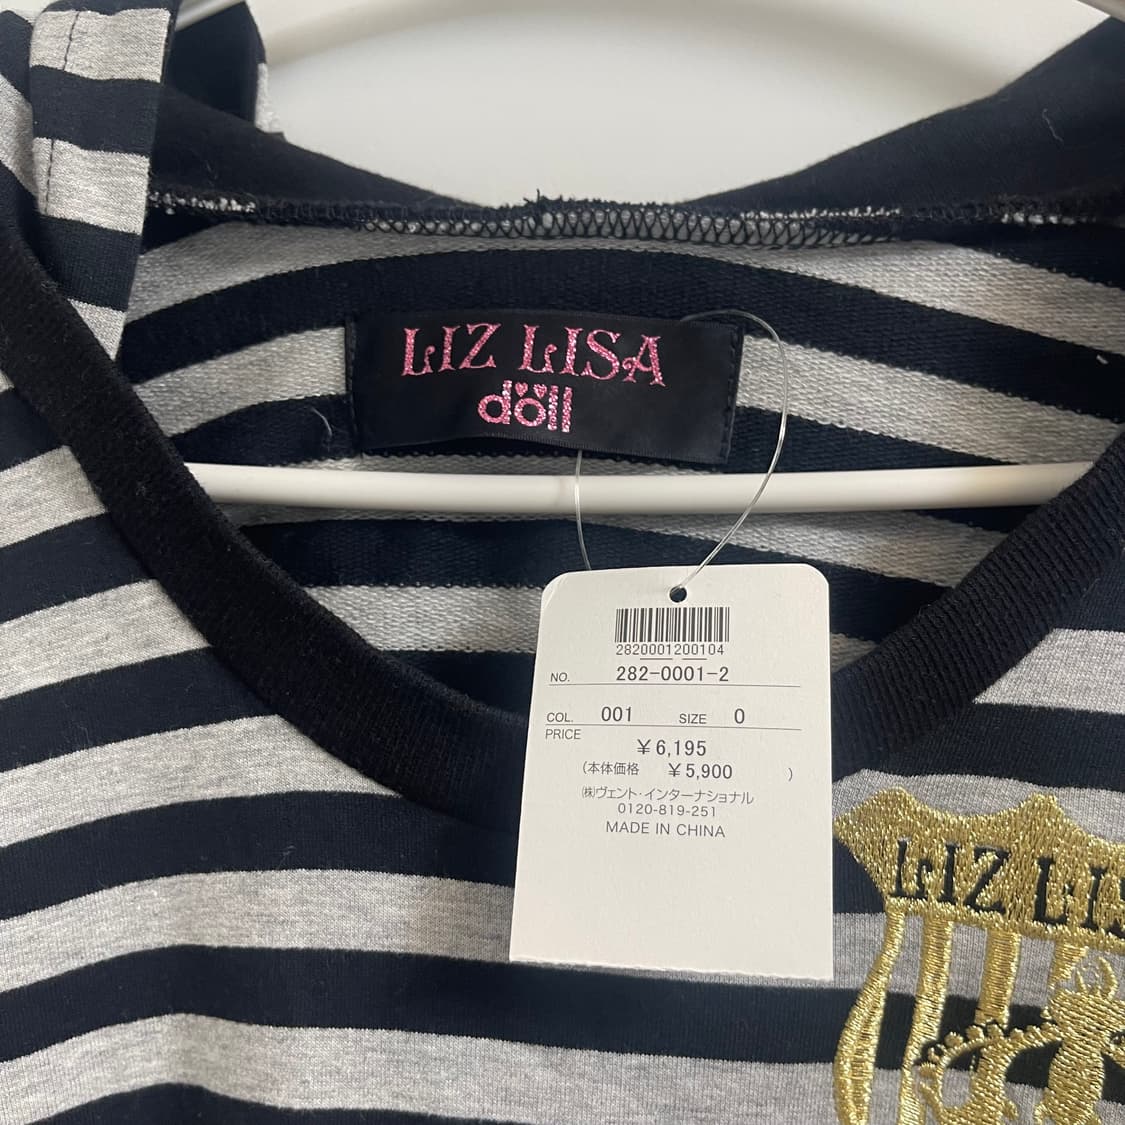 LIZ LISA
döll
2820001200104
NO. 282-0001-2
COL. 001 SIZE 0
PRICE
¥6,195
(本体価格 ¥5,900 )
㈱ヴェント・インターナショナル
0120-819-251
MADE IN CHINA
LIZ LIS